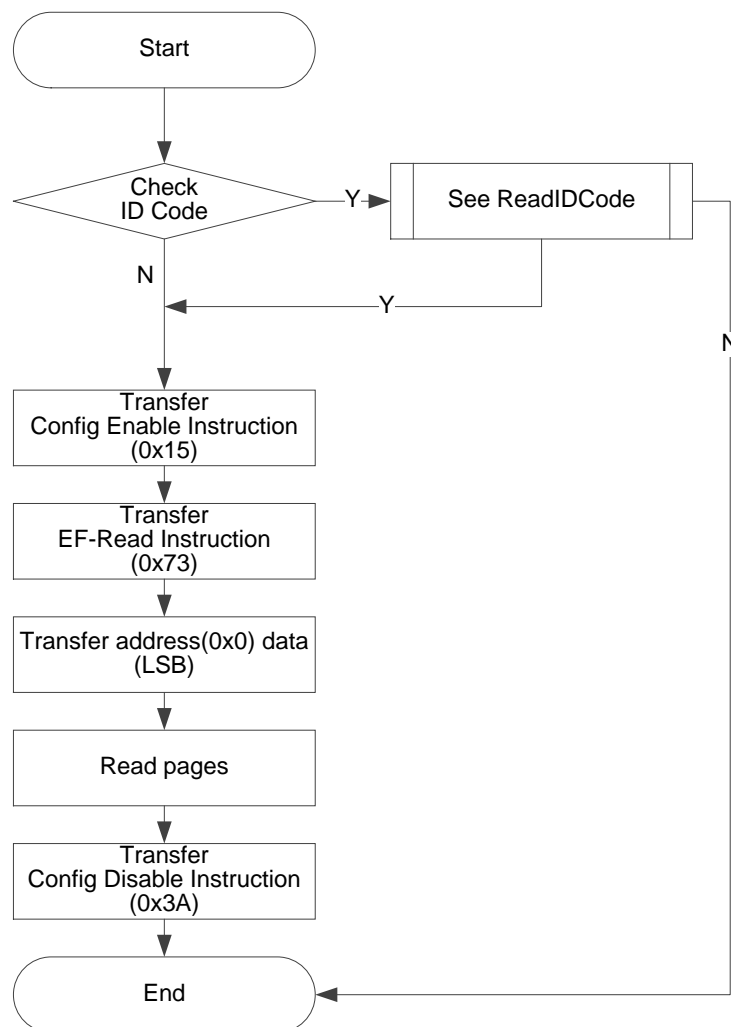 Start
Check
ID Code
Y
See ReadIDCode
N
Y
N
Transfer
Config Enable Instruction
(0x15)
Transfer
EF-Read Instruction
(0x73)
Transfer address(0x0) data
(LSB)
Read pages
Transfer
Config Disable Instruction
(0x3A)
End